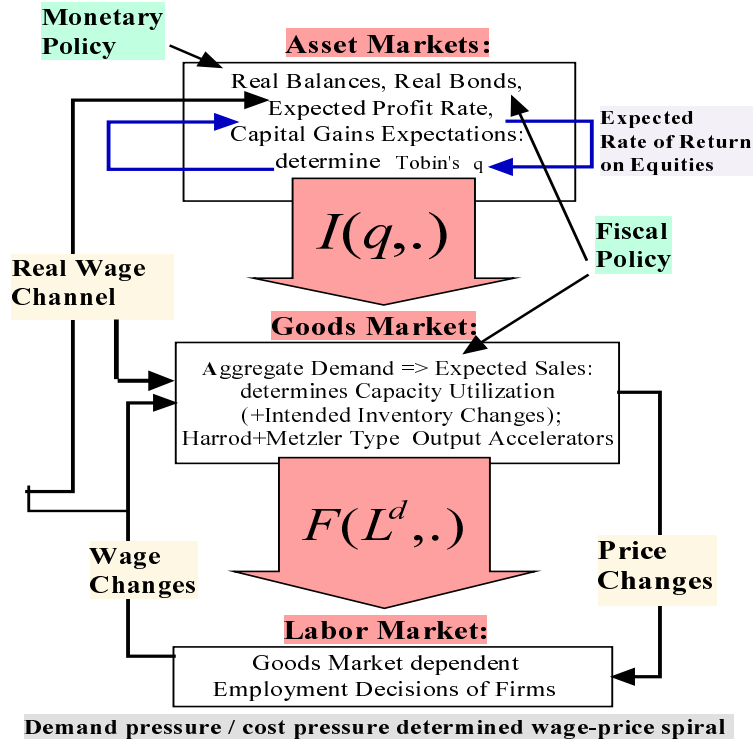 Monetary
Policy
Asset Markets:
Real Balances, Real Bonds,
Expected Profit Rate,
Capital Gains Expectations:
determine Tobin's q
Expected
Rate of Return
on Equities
I(q,.)
Fiscal
Policy
Real Wage
Channel
Goods Market:
Aggregate Demand => Expected Sales:
determines Capacity Utilization
(+Intended Inventory Changes);
Harrod+Metzler Type Output Accelerators
F(L^d,.)
Wage
Changes
Price
Changes
Labor Market:
Goods Market dependent
Employment Decisions of Firms
Demand pressure / cost pressure determined wage-price spiral